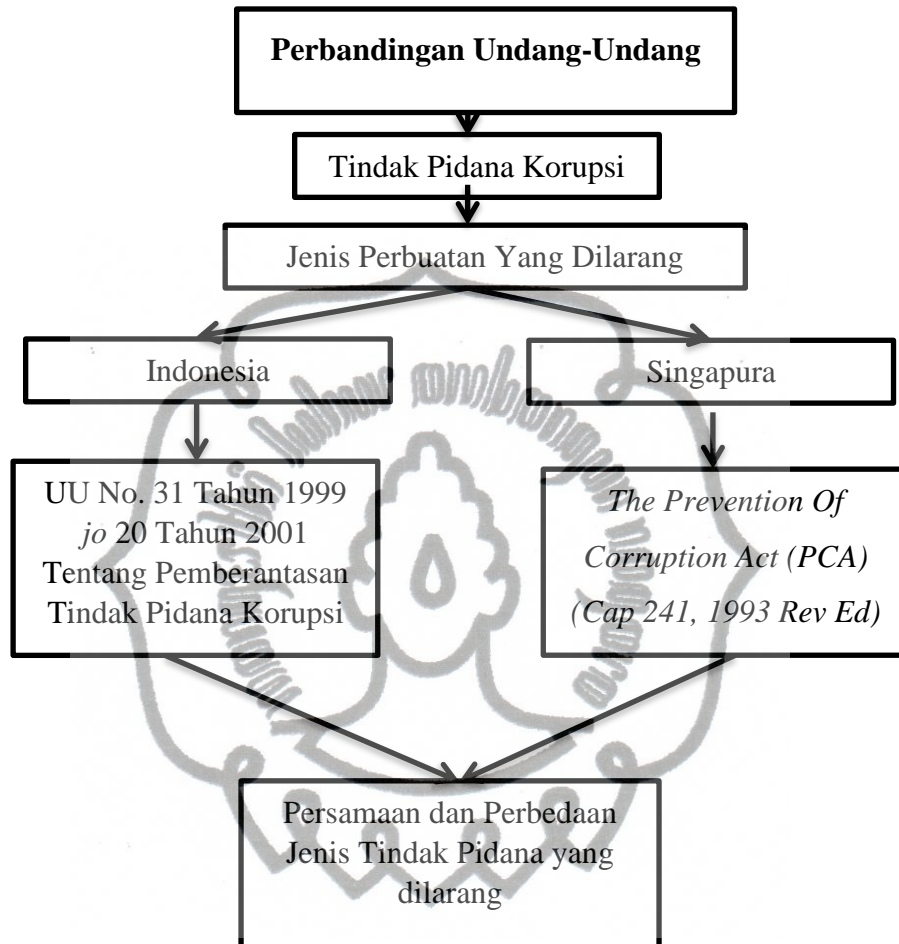 Perbandingan Undang-Undang
Tindak Pidana Korupsi
Jenis Perbuatan Yang Dilarang
Indonesia
Singapura
UU No. 31 Tahun 1999
jo 20 Tahun 2001
Tentang Pemberantasan
Tindak Pidana Korupsi
The Prevention Of
Corruption Act (PCA)
(Cap 241, 1993 Rev Ed)
Persamaan dan Perbedaan
Jenis Tindak Pidana yang
dilarang